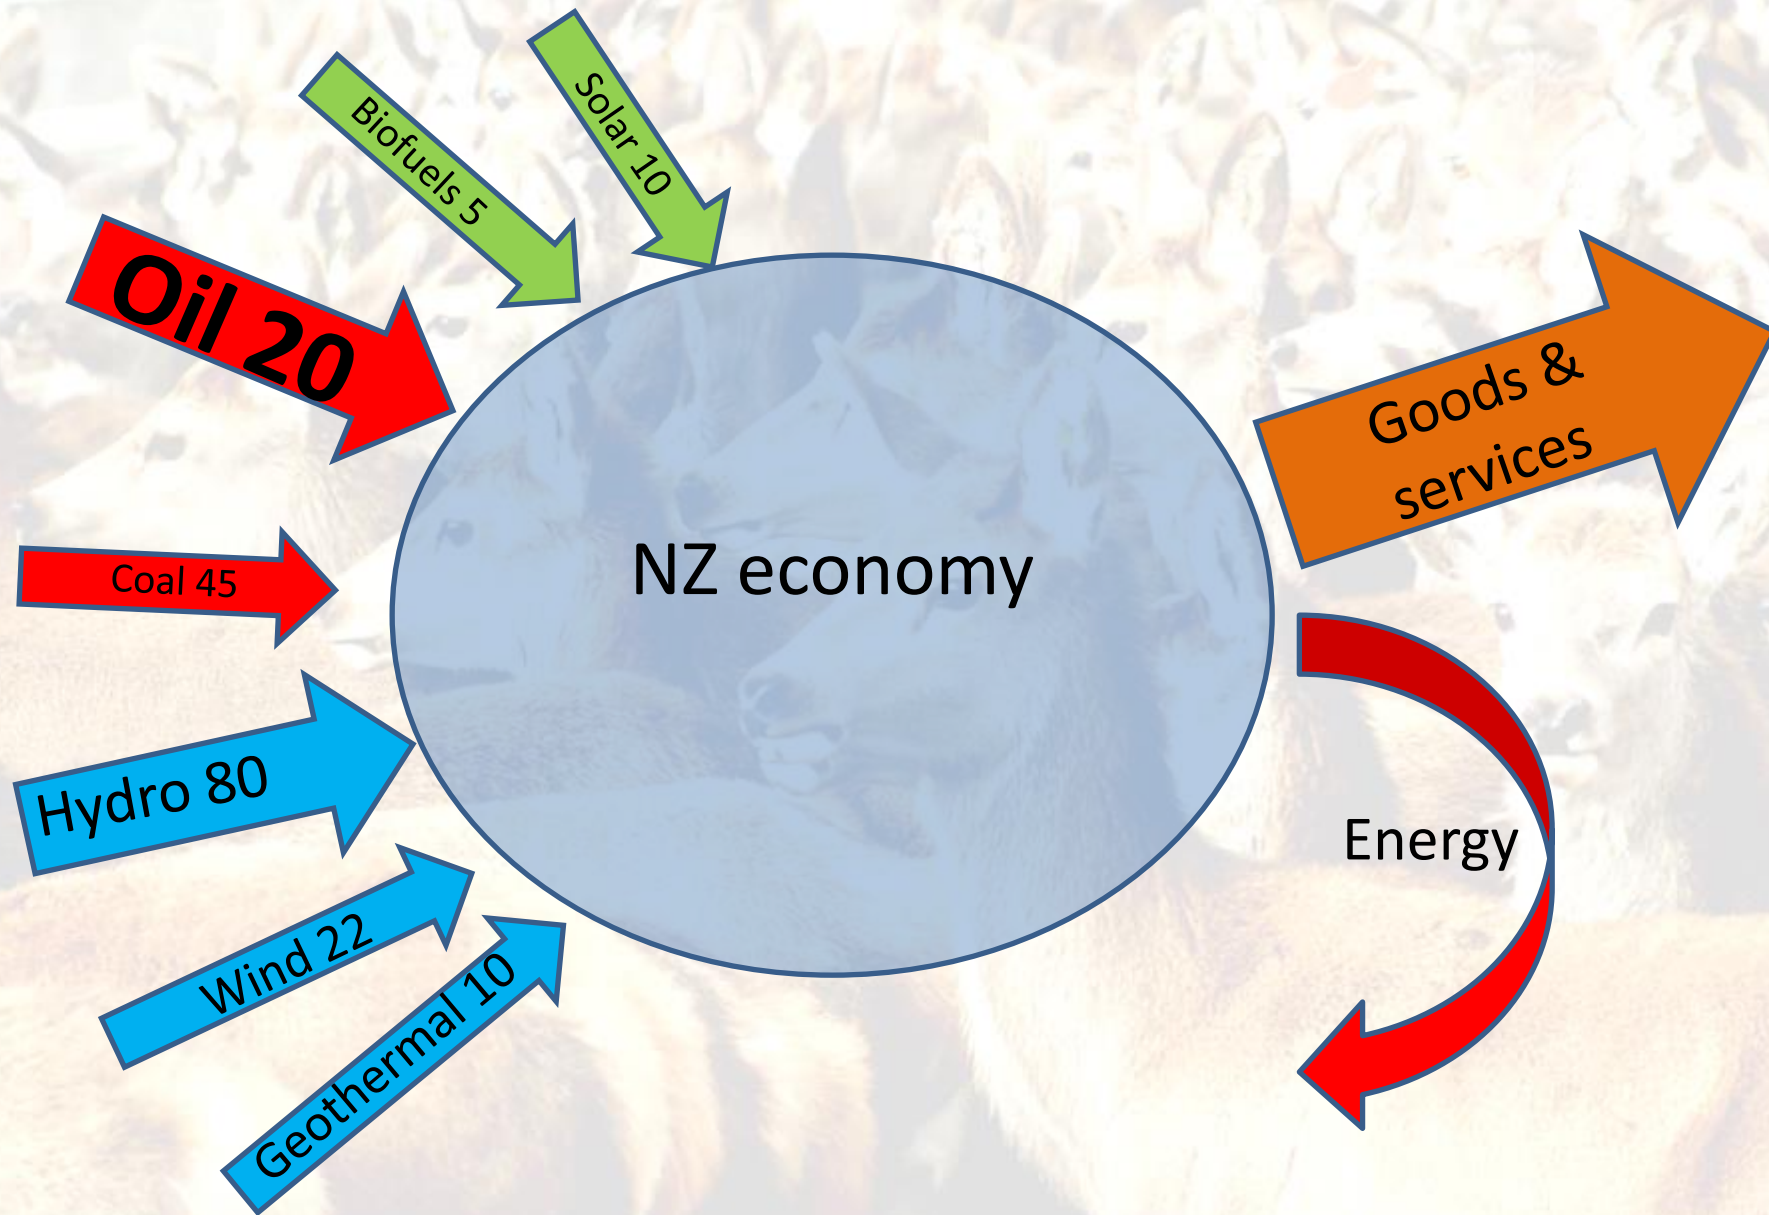 Solar 10
Biofuels 5
Oil 20
Coal 45
Hydro 80
Wind 22
Geothermal 10
NZ economy
Goods &
services
Energy